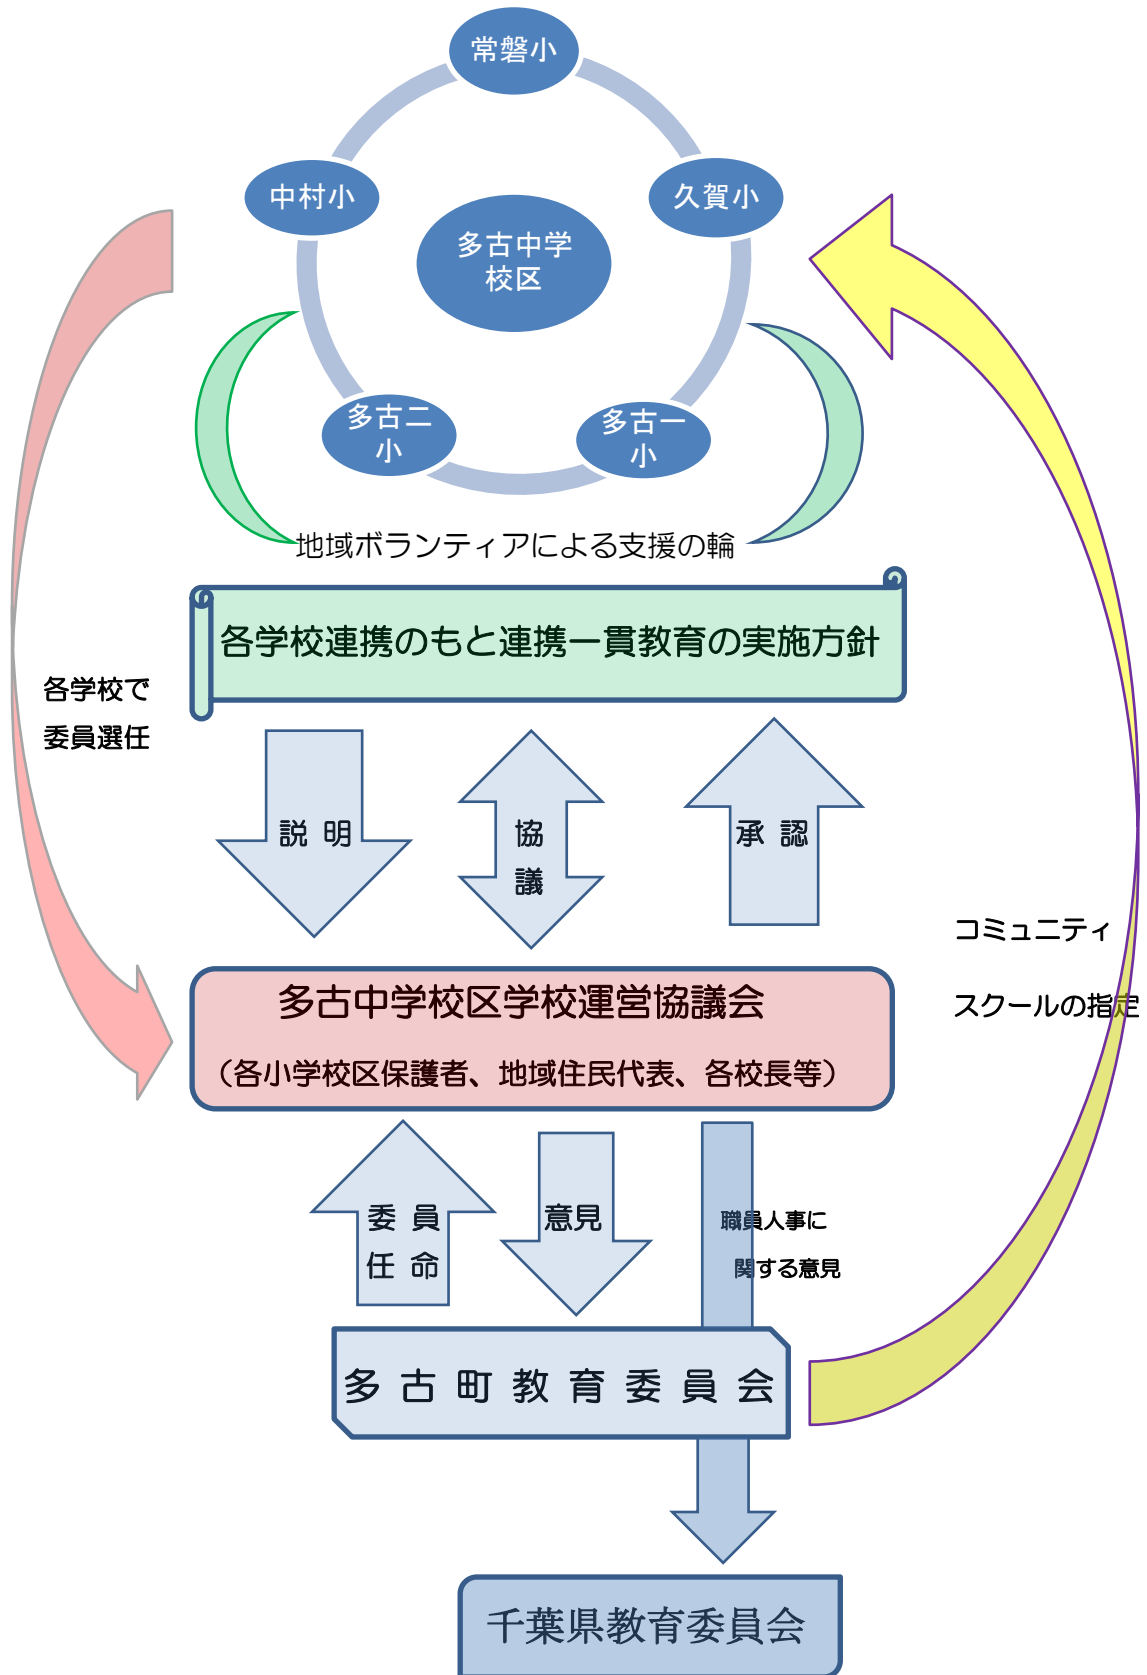 常磐小
中村小
久賀小
多古中学
校区
多古二
小
多古一
小
地域ボランティアによる支援の輪
各学校連携のもと連携一貫教育の実施方針
各学校で
委員選任
説 明
協
議
承 認
コミュニティ
スクールの指定
多古中学校区学校運営協議会
（各小学校区保護者、地域住民代表、各校長等）
委 員
任 命
意見
職員人事に
関する意見
多 古 町 教 育 委 員 会
千葉県教育委員会